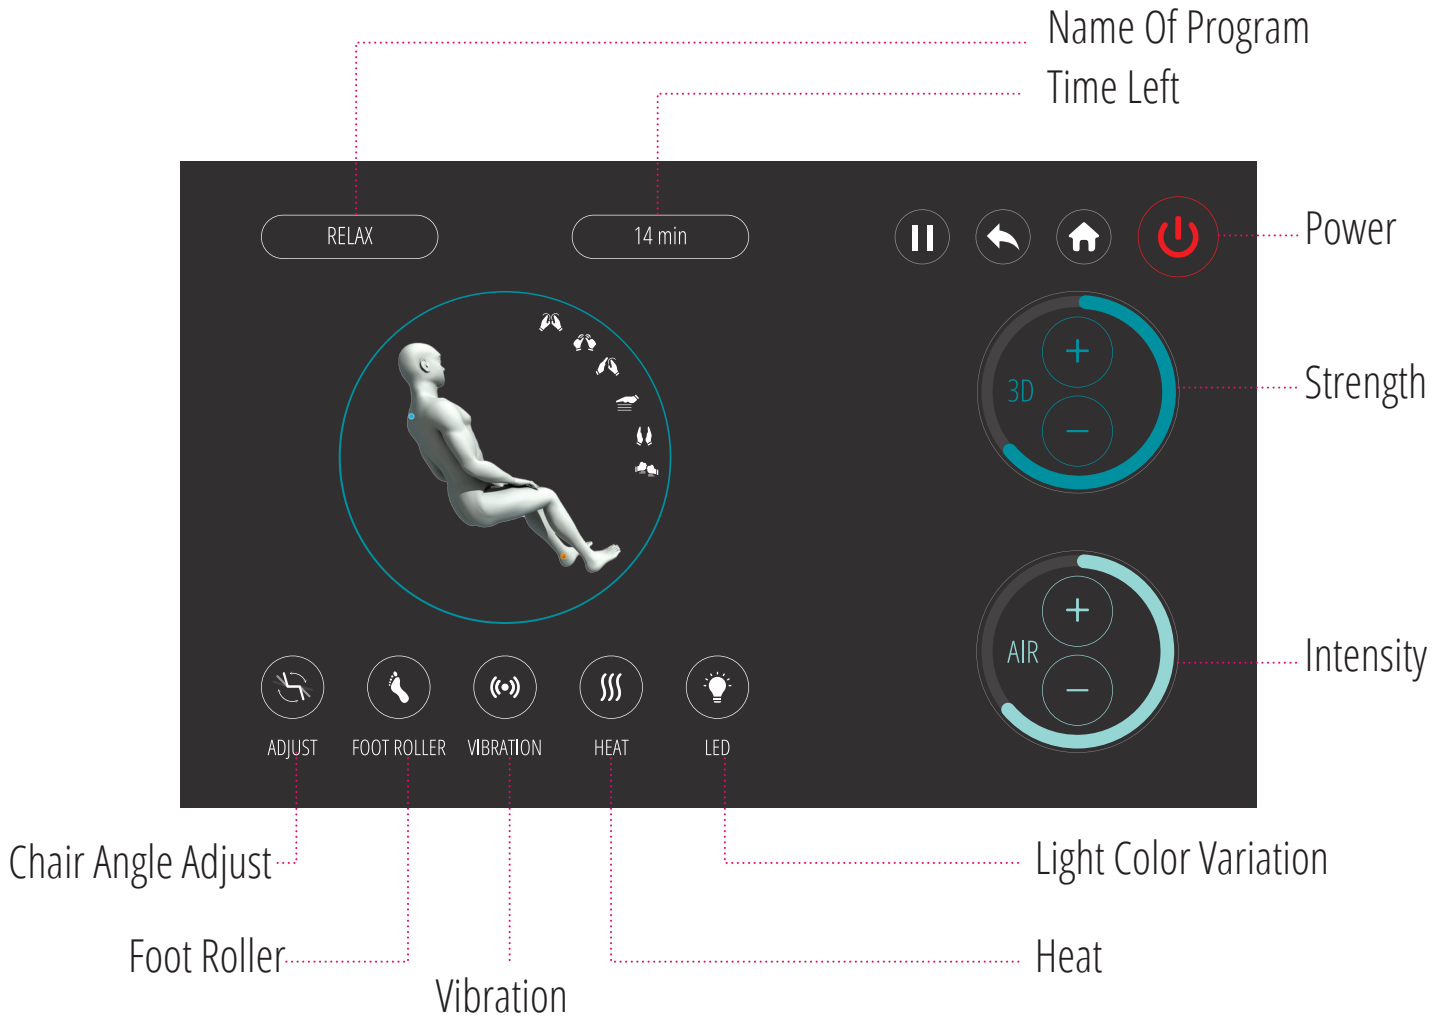 Name Of Program
Time Left
RELAX
14 min
Power
3D
Strength
AIR
Intensity
ADJUST
FOOT ROLLER
VIBRATION
HEAT
LED
Chair Angle Adjust
Light Color Variation
Foot Roller
Heat
Vibration